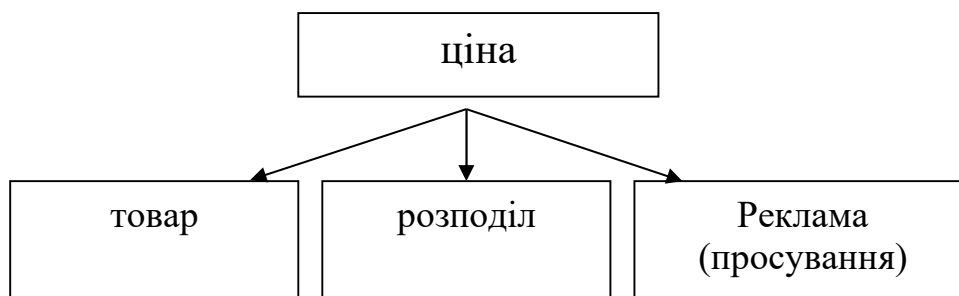 ціна
товар
розподіл
Реклама
(просування)